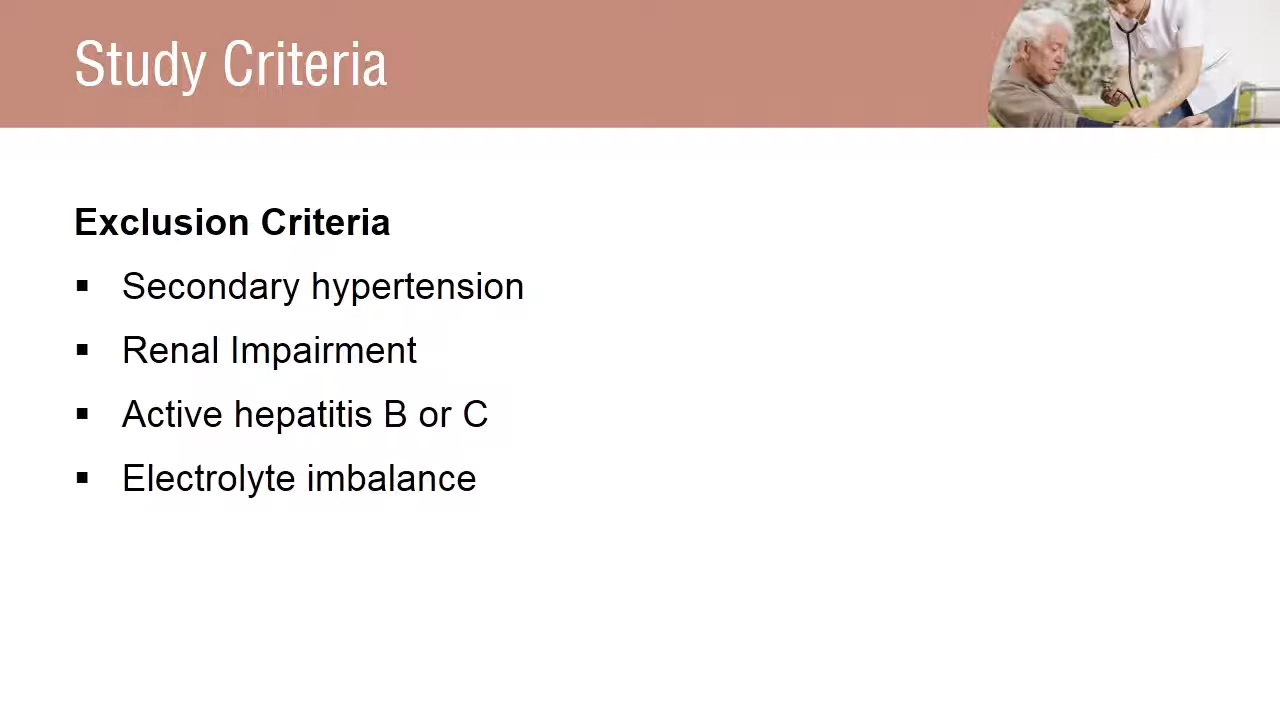 Study Criteria
Exclusion Criteria
▪ Secondary hypertension
▪ Renal Impairment
▪ Active hepatitis B or C
▪ Electrolyte imbalance